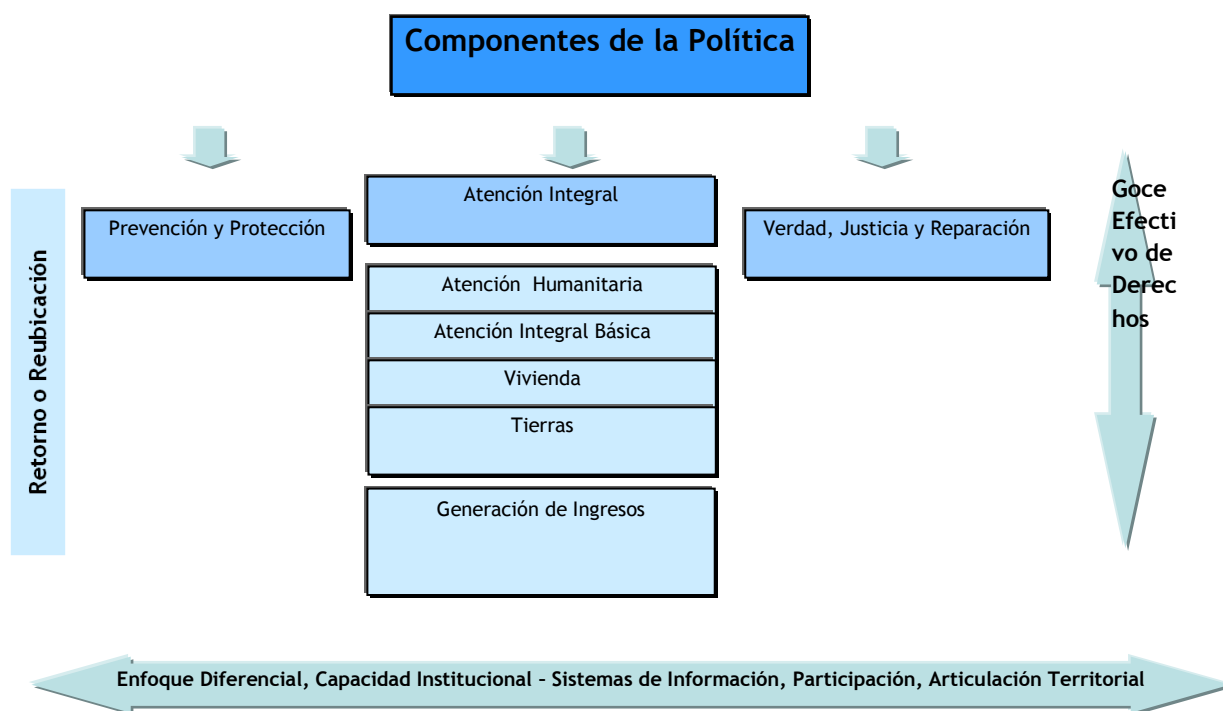 Componentes de la Política
Atención Integral
Prevención y Protección
Verdad, Justicia y Reparación
Atención Humanitaria
Atención Integral Básica
Vivienda
Tierras
Generación de Ingresos
Retorno o Reubicación
Goce
Efecti
vo de
Derec
hos
Enfoque Diferencial, Capacidad Institucional – Sistemas de Información, Participación, Articulación Territorial